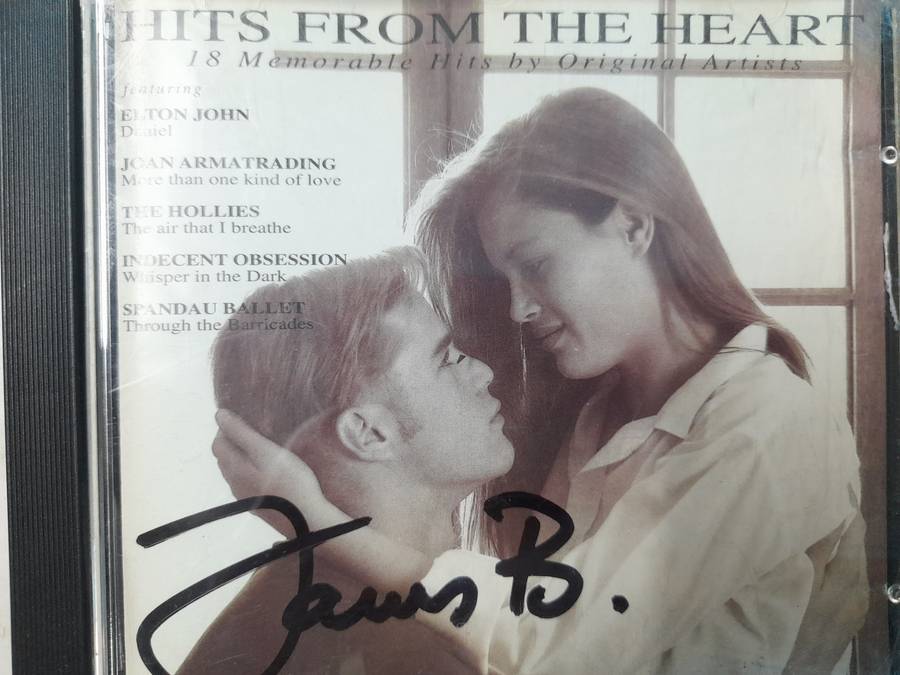 HITS FROM THE HEART
18 Memorable Hits by Original Artists
featuring
ELTON JOHN
Daniel
JOAN ARMATRADING
More than one kind of love
THE HOLLIES
The air that I breathe
INDECENT OBSESSION
Whisper in the Dark
SPANDAU BALLET
Through the Barricades
James B.